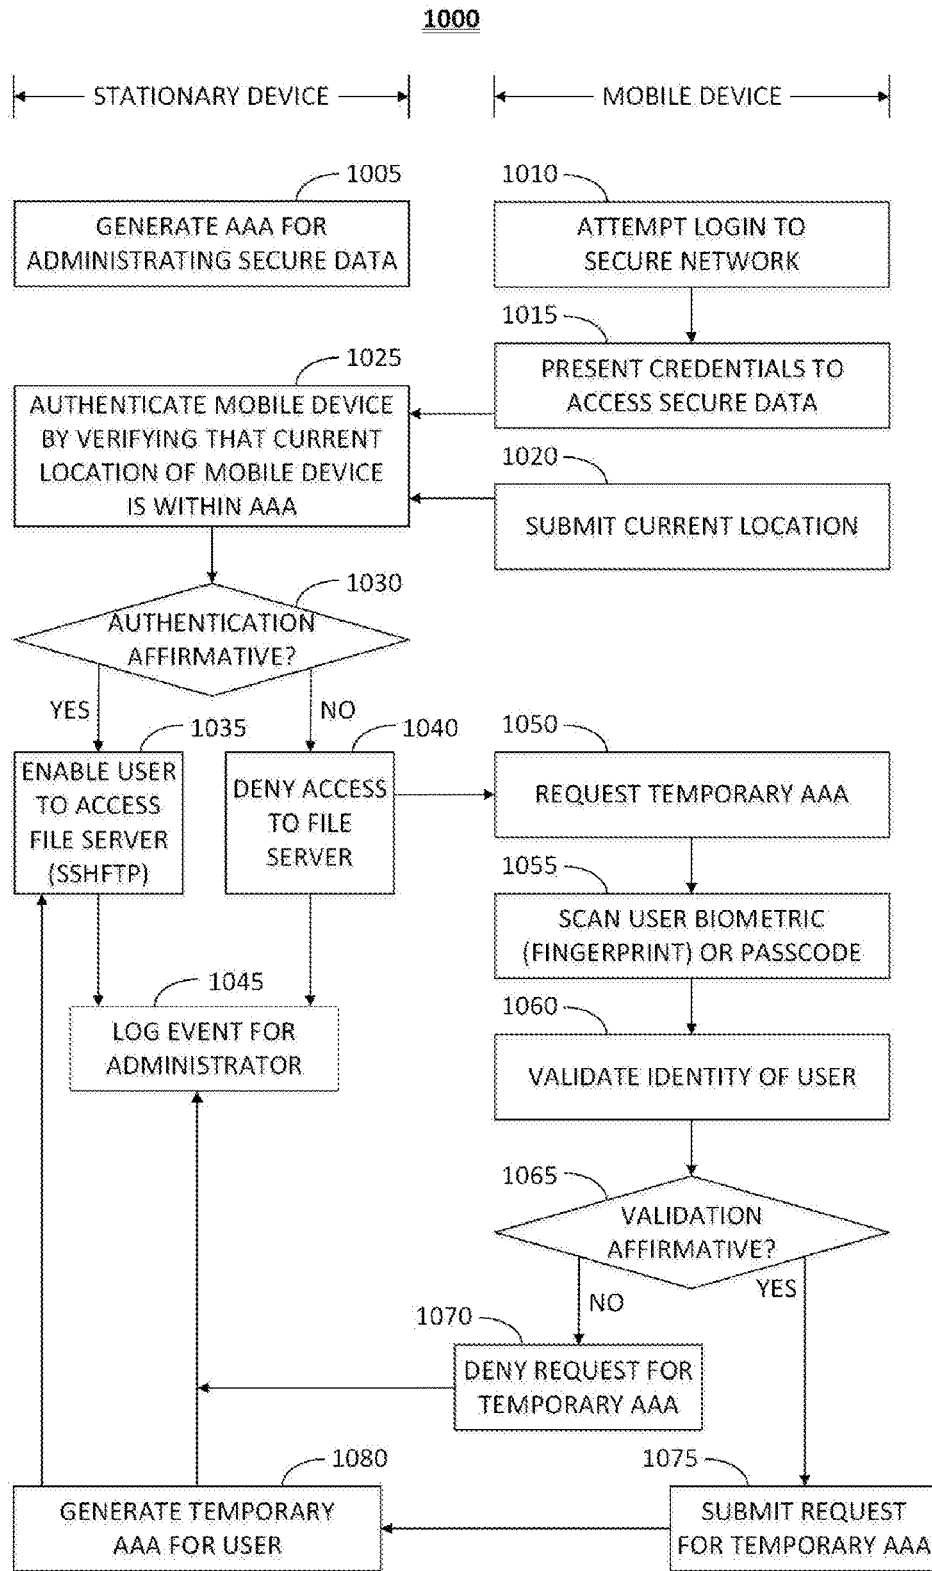 1000
STATIONARY DEVICE
MOBILE DEVICE
1005
GENERATE AAA FOR
ADMINISTRATING SECURE DATA
1010
ATTEMPT LOGIN TO
SECURE NETWORK
1015
PRESENT CREDENTIALS TO
ACCESS SECURE DATA
1025
AUTHENTICATE MOBILE DEVICE
BY VERIFYING THAT CURRENT
LOCATION OF MOBILE DEVICE
IS WITHIN AAA
1020
SUBMIT CURRENT LOCATION
1030
AUTHENTICATION
AFFIRMATIVE?
YES
NO
1035
ENABLE USER
TO ACCESS
FILE SERVER
(SSHFTP)
1040
DENY ACCESS
TO FILE
SERVER
1050
REQUEST TEMPORARY AAA
1055
SCAN USER BIOMETRIC
(FINGERPRINT) OR PASSCODE
1045
LOG EVENT FOR
ADMINISTRATOR
1060
VALIDATE IDENTITY OF USER
1065
VALIDATION
AFFIRMATIVE?
NO
YES
1070
DENY REQUEST FOR
TEMPORARY AAA
1080
GENERATE TEMPORARY
AAA FOR USER
1075
SUBMIT REQUEST
FOR TEMPORARY AAA